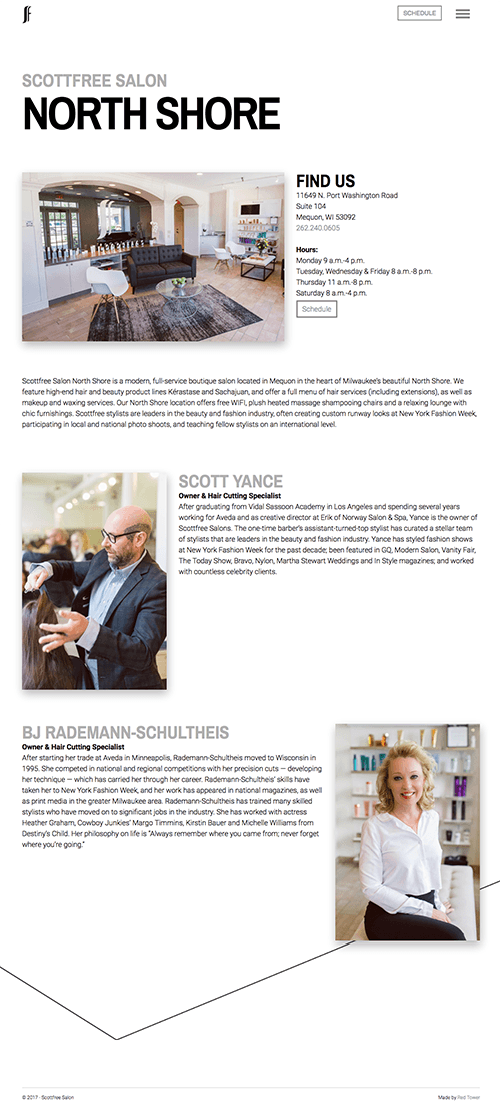 SCHEDULE
SCOTTFREE SALON
NORTH SHORE
FIND US
11649 N. Port Washington Road
Suite 104
Mequon, WI 53092
262.240.0605
Hours:
Monday 9 a.m.-4 p.m.
Tuesday, Wednesday & Friday 8 a.m.-8 p.m.
Thursday 11 a.m.-8 p.m.
Saturday 8 a.m.-4 p.m.
Schedule
Scottfree Salon North Shore is a modern, full-service boutique salon located in Mequon in the heart of Milwaukee's beautiful North Shore. We
feature high-end hair and beauty product lines Kérastase and Sachajuan, and offer a full menu of hair services (including extensions), as well as
makeup and waxing services. Our North Shore location offers free WIFI, plush heated massage shampooing chairs and a relaxing lounge with
chic furnishings. Scottfree stylists are leaders in the beauty and fashion industry, often creating custom runway looks at New York Fashion Week,
participating in local and national photo shoots, and teaching fellow stylists on an international level.
SCOTT YANCE
Owner & Hair Cutting Specialist
After graduating from Vidal Sassoon Academy in Los Angeles and spending several years
working for Aveda and as creative director at Erik of Norway Salon & Spa, Yance is the owner of
Scottfree Salons. The one-time barber's assistant-turned-top stylist has curated a stellar team
of stylists that are leaders in the beauty and fashion industry. Yance has styled fashion shows
at New York Fashion Week for the past decade; been featured in GQ, Modern Salon, Vanity Fair,
The Today Show, Bravo, Nylon, Martha Stewart Weddings and In Style magazines; and worked
with countless celebrity clients.
BJ RADEMANN-SCHULTHEIS
Owner & Hair Cutting Specialist
After starting her trade at Aveda in Minneapolis, Rademann-Schultheis moved to Wisconsin in
1995. She competed in national and regional competitions with her precision cuts — developing
her technique — which has carried her through her career. Rademann-Schultheis' skills have
taken her to New York Fashion Week, and her work has appeared in national magazines, as well
as print media in the greater Milwaukee area. Rademann-Schultheis has trained many skilled
stylists who have moved on to significant jobs in the industry. She has worked with actress
Heather Graham, Cowboy Junkies' Margo Timmins, Kirstin Bauer and Michelle Williams from
Destiny's Child. Her philosophy on life is "Always remember where you came from; never forget
where you're going."
© 2017 - Scottfree Salon
Made by Red Tower